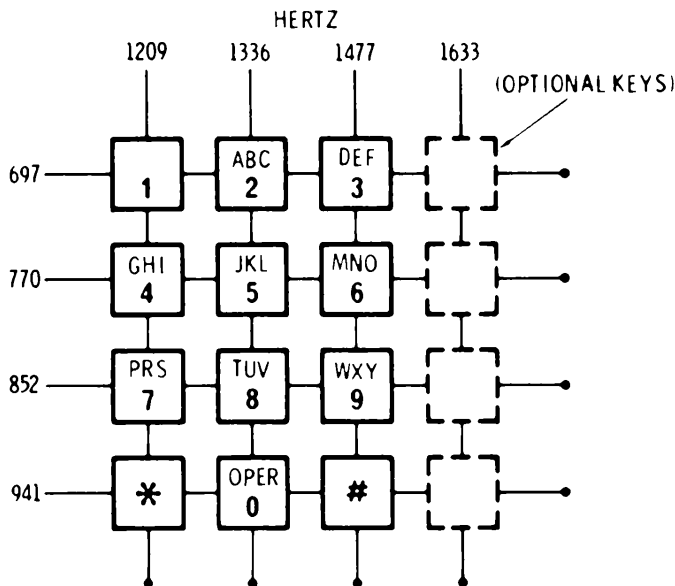 HERTZ
1209 1336 1477 1633
(OPTIONAL KEYS)
697 1 ABC 2 DEF 3
770 GHI 4 JKL 5 MNO 6
852 PRS 7 TUV 8 WXY 9
941 * OPER 0 #